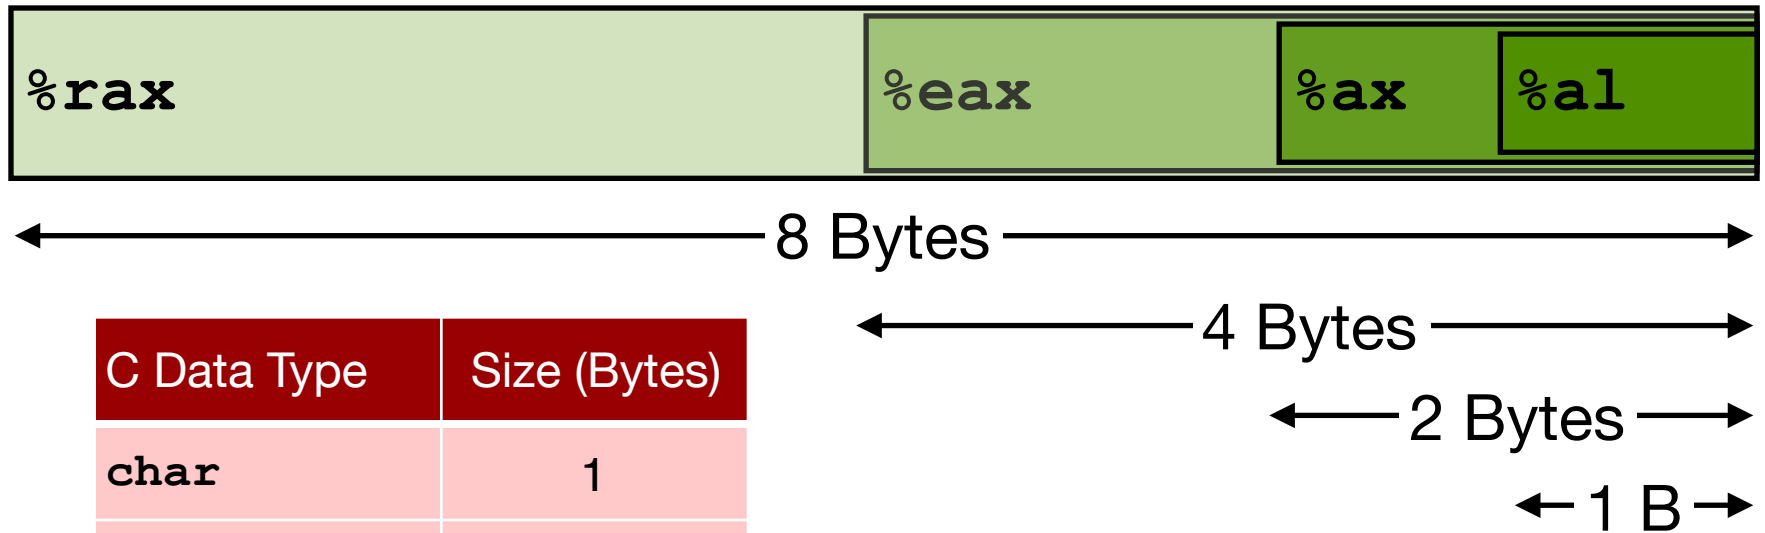 %rax %eax %ax %al
8 Bytes
4 Bytes
2 Bytes
1 B
C Data Type Size (Bytes)
char 1